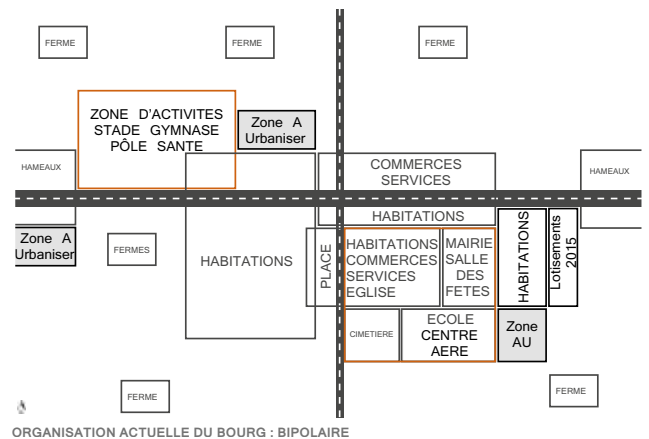 FERME
FERME
FERME
ZONE D'ACTIVITES
STADE GYMNASE
PÔLE SANTE
Zone A
Urbaniser
HAMEAUX
COMMERCES
SERVICES
HAMEAUX
HABITATIONS
Zone A
Urbaniser
FERMES
HABITATIONS
PLACE
HABITATIONS
COMMERCES
SERVICES
EGLISE
MAIRIE
SALLE
DES
FETES
HABITATIONS
Lotisements
2015
CIMETIERE
ECOLE
CENTRE
AERE
Zone
AU
FERME
FERME
ORGANISATION ACTUELLE DU BOURG : BIPOLAIRE